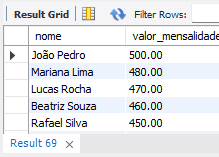 Result Grid Filter Rows:
nome valor_mensalidade
João Pedro 500.00
Mariana Lima 480.00
Lucas Rocha 470.00
Beatriz Souza 460.00
Rafael Silva 450.00
Result 69